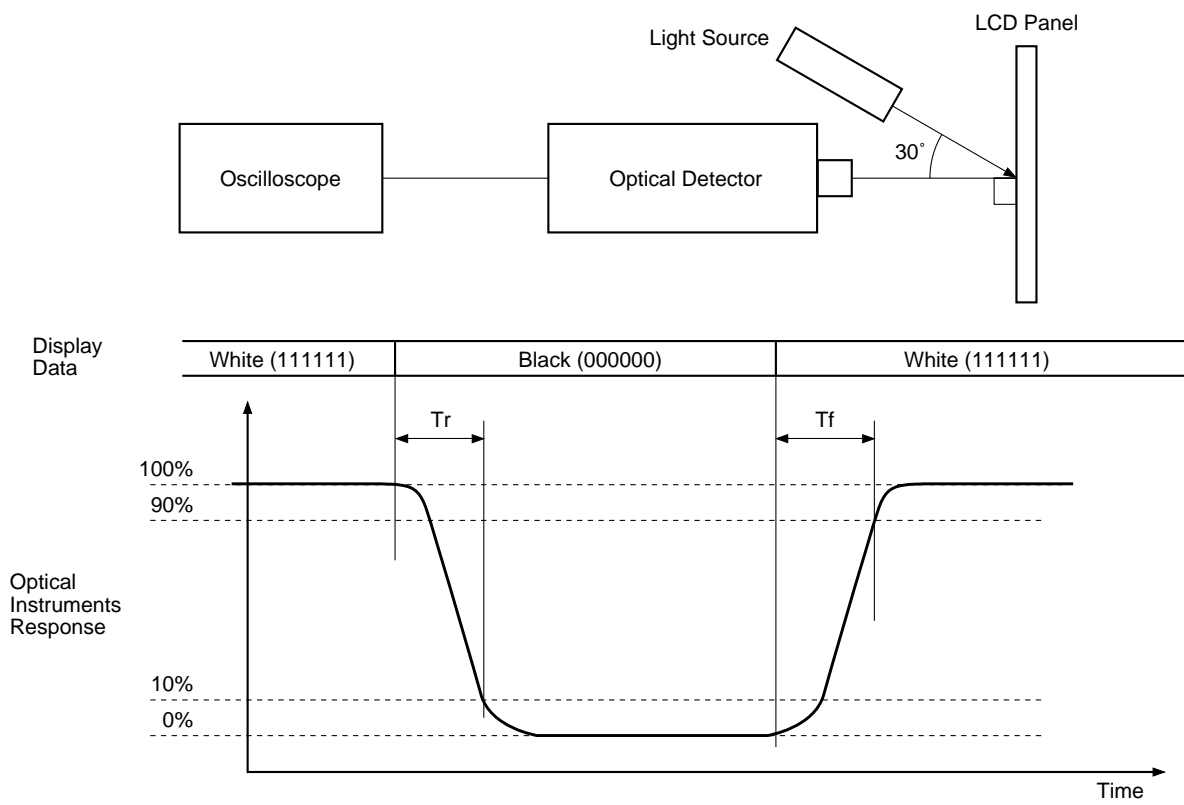 LCD Panel
Light Source
30˚
Oscilloscope
Optical Detector
Display
Data
White (111111)
Black (000000)
White (111111)
Tr
Tf
100%
90%
Optical
Instruments
Response
10%
0%
Time